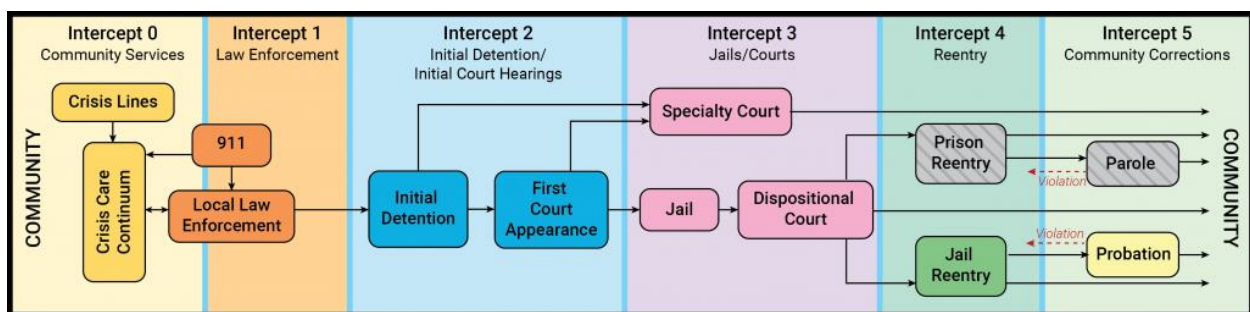 Intercept 0
Community Services
Intercept 1
Law Enforcement
Intercept 2
Initial Detention/
Initial Court Hearings
Intercept 3
Jails/Courts
Intercept 4
Reentry
Intercept 5
Community Corrections
COMMUNITY
Crisis Lines
Crisis Care
Continuum
911
Local Law
Enforcement
Initial
Detention
First
Court
Appearance
Specialty Court
Jail
Dispositional
Court
Prison
Reentry
Violation
Parole
Jail
Reentry
Violation
Probation
COMMUNITY